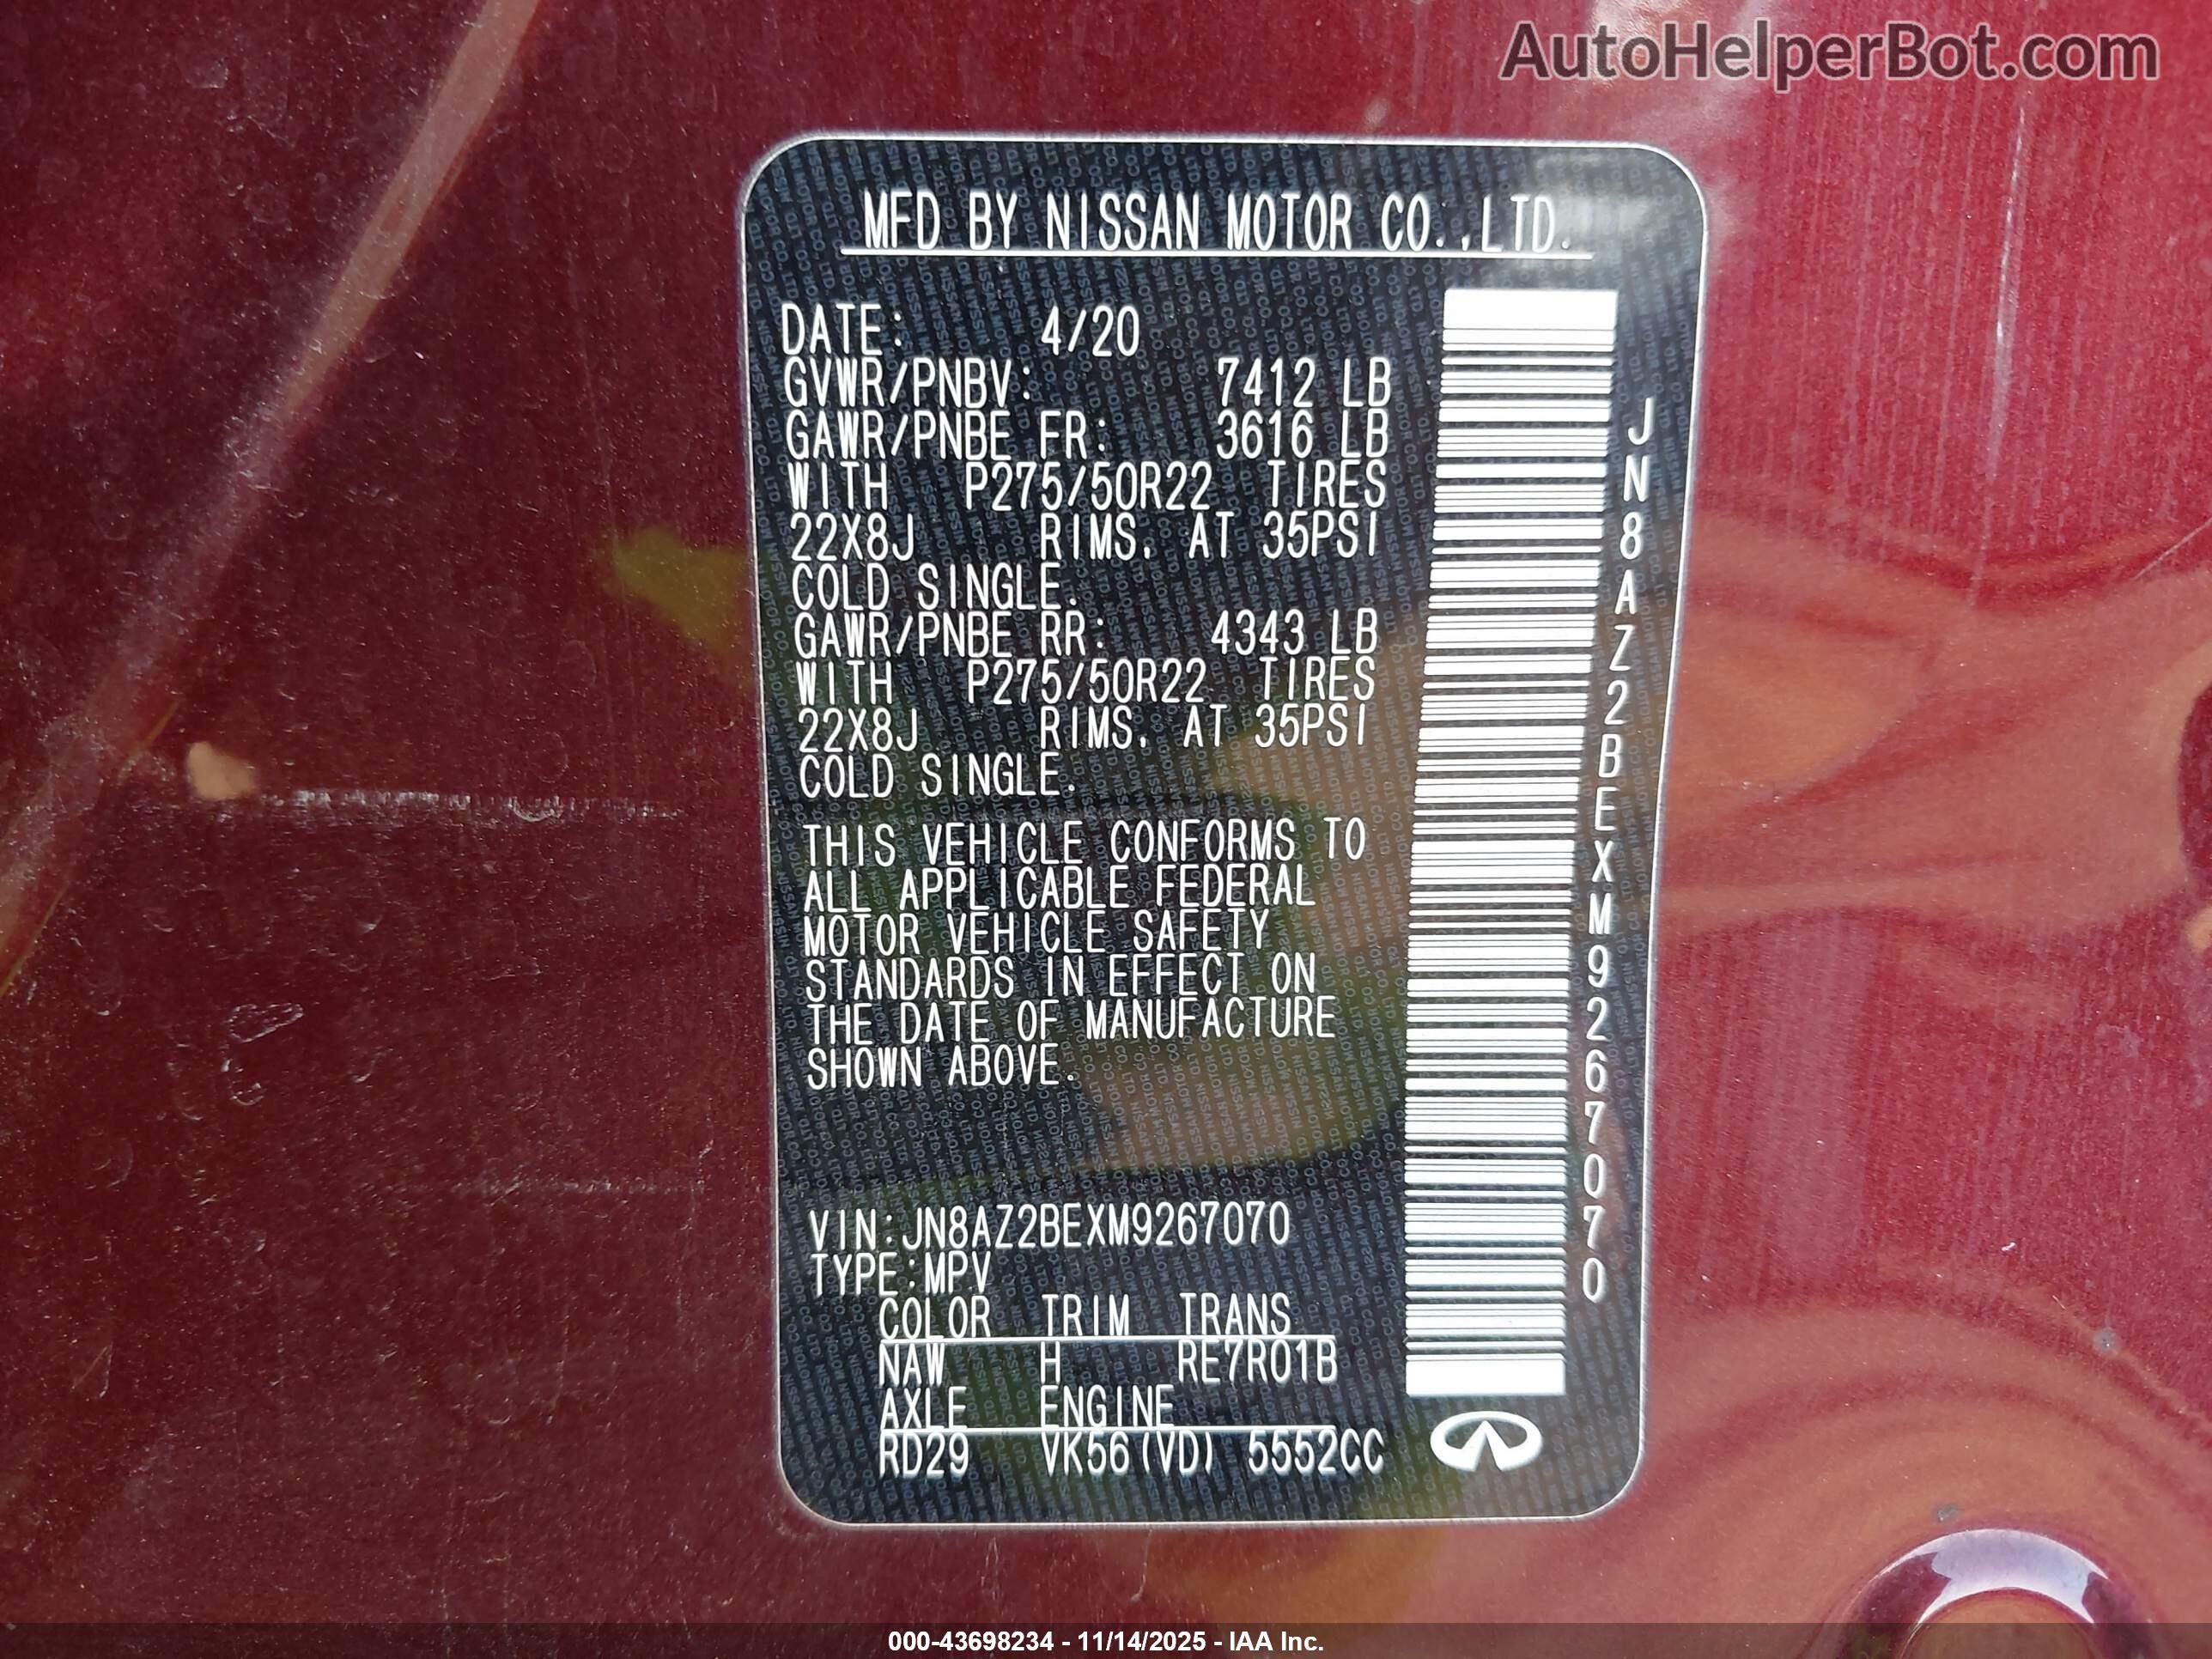 AutoHelperBot.com
MFD BY NISSAN MOTOR CO.,LTD.
DATE: 4/20
GVWR/PNBV: 7412 LB
GAWR/PNBE FR: 3616 LB
WITH P275/50R22 TIRES
22X8J RIMS. AT 35PSI
COLD SINGLE.
GAWR/PNBE RR: 4343 LB
WITH P275/50R22 TIRES
22X8J RIMS. AT 35PSI
COLD SINGLE.
THIS VEHICLE CONFORMS TO
ALL APPLICABLE FEDERAL
MOTOR VEHICLE SAFETY
STANDARDS IN EFFECT ON
THE DATE OF MANUFACTURE
SHOWN ABOVE.
VIN:JN8AZ2BEXM9267070
TYPE:MPV
COLOR TRIM TRANS
NAW H RE7R01B
AXLE ENGINE
RD29 VK56(VD) 5552CC
JN8AZ2BEXM9267070
000-43698234 - 11/14/2025 - IAA Inc.